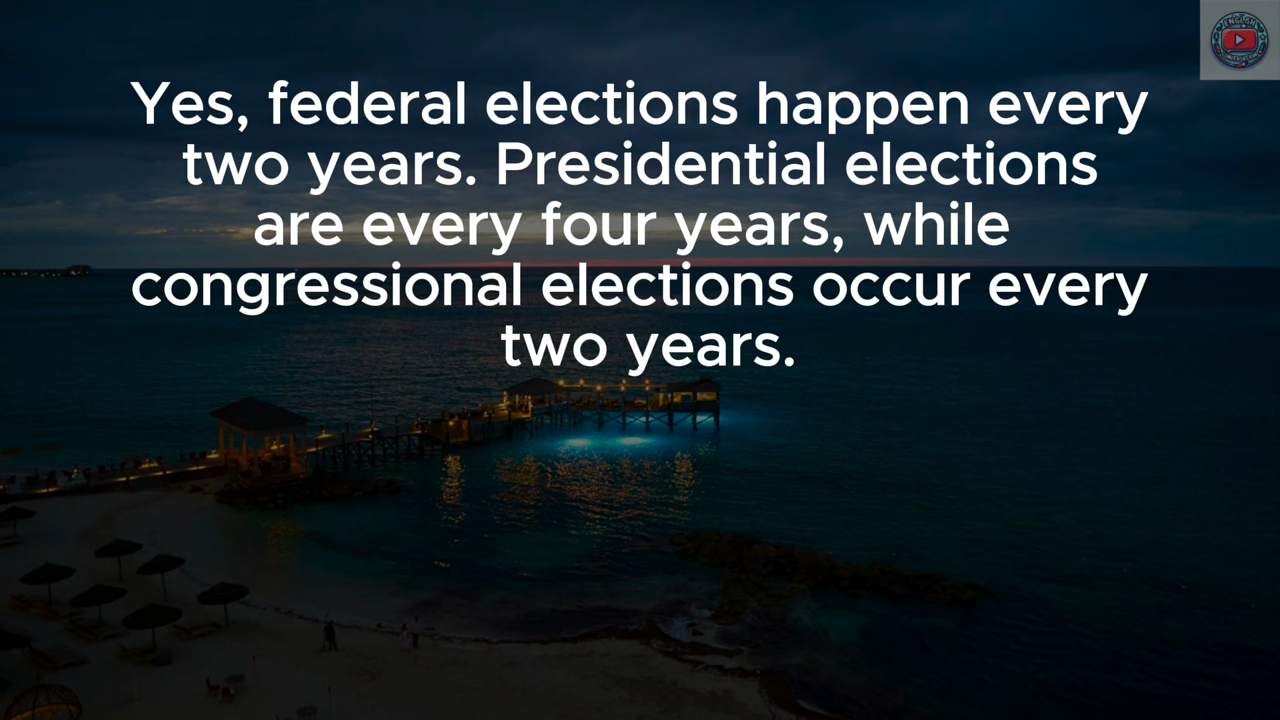 ENGLISH
Yes, federal elections happen every
two years. Presidential elections
are every four years, while
congressional elections occur every
two years.